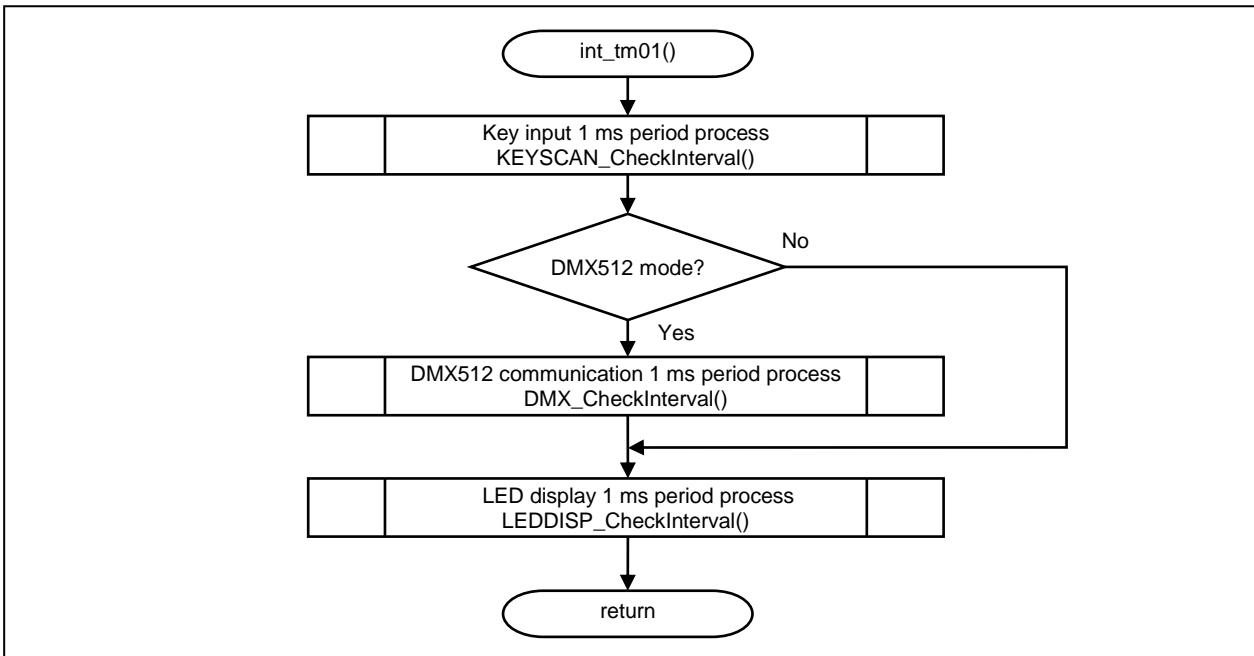 int_tm01()
Key input 1 ms period process
KEYSCAN_CheckInterval()
No
DMX512 mode?
Yes
DMX512 communication 1 ms period process
DMX_CheckInterval()
LED display 1 ms period process
LEDDISP_CheckInterval()
return